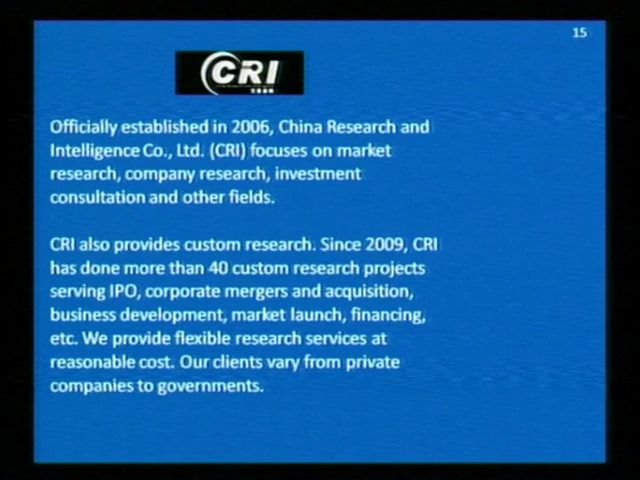 15
CRI
Officially established in 2006, China Research and
Intelligence Co., Ltd. (CRI) focuses on market
research, company research, investment
consultation and other fields.
CRI also provides custom research. Since 2009, CRI
has done more than 40 custom research projects
serving IPO, corporate mergers and acquisition,
business development, market launch, financing,
etc. We provide flexible research services at
reasonable cost. Our clients vary from private
companies to governments.